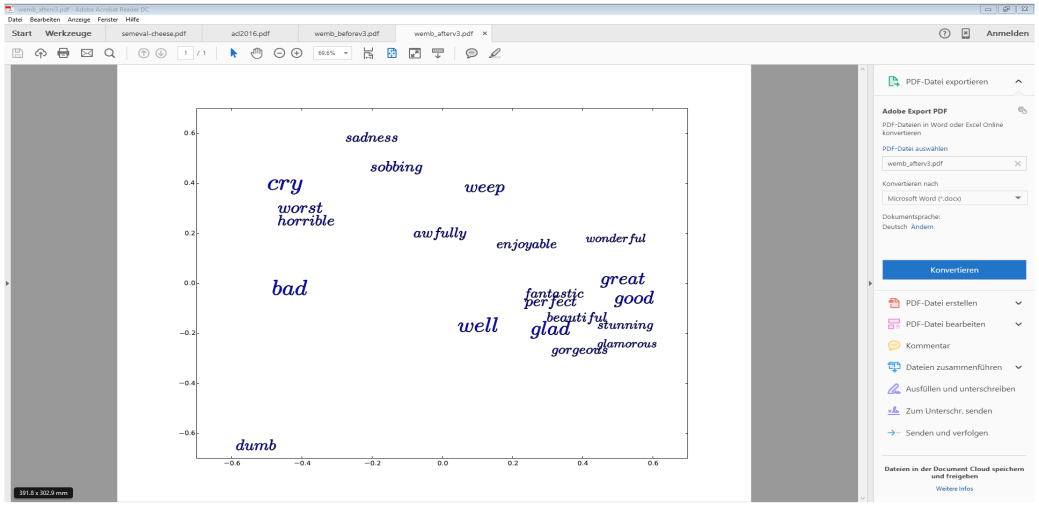 wemb_afterv3.pdf - Adobe Acrobat Reader DC
Datei Bearbeiten Anzeige Fenster Hilfe
Start Werkzeuge semeval-cheese.pdf acl2016.pdf wemb_beforev3.pdf wemb_afterv3.pdf × Anmelden
1 / 1 69,6%
PDF-Datei exportieren
Adobe Export PDF
PDF-Dateien in Word oder Excel Online
konvertieren
PDF-Datei auswählen
wemb_afterv3.pdf
Konvertieren nach
Microsoft Word (*.docx)
Dokumentsprache:
Deutsch Ändern
Konvertieren
PDF-Datei erstellen
PDF-Datei bearbeiten
Kommentar
Dateien zusammenführen
Ausfüllen und unterschreiben
Zum Unterschr. senden
Senden und verfolgen
Dateien in der Document Cloud speichern
und freigeben
Weitere Infos
0.6
sadness
sobbing
0.4
cry
weep
worst
horrible
0.2
awfully
enjoyable
wonderful
0.0
bad
great
fantastic
good
perfect
beautiful
stunning
well
glad
−0.2
glamorous
gorgeous
−0.4
−0.6
dumb
−0.6 −0.4 −0.2 0.0 0.2 0.4 0.6
391,8 x 302,9 mm